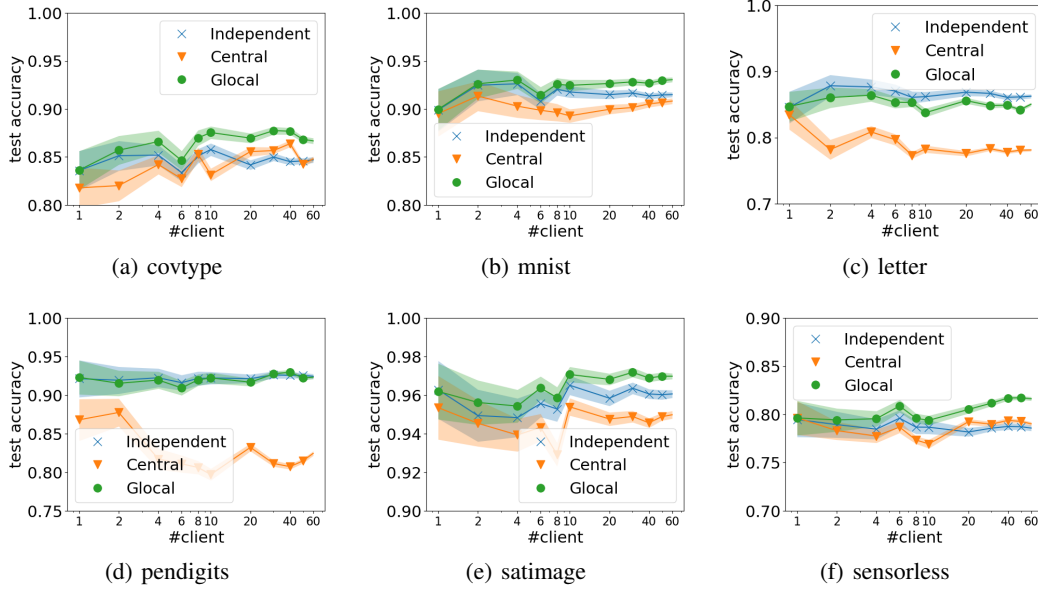 1.00
0.95
0.90
0.85
0.80
test accuracy
Independent
Central
Glocal
1 2 4 6 8 10 20 40 60
#client
(a) covtype
1.00
0.95
0.90
0.85
0.80
test accuracy
Independent
Central
Glocal
1 2 4 6 8 10 20 40 60
#client
(b) mnist
1.0
0.9
0.8
0.7
test accuracy
Independent
Central
Glocal
1 2 4 6 8 10 20 40 60
#client
(c) letter
1.00
0.95
0.90
0.85
0.80
0.75
test accuracy
Independent
Central
Glocal
1 2 4 6 8 10 20 40 60
#client
(d) pendigits
1.00
0.98
0.96
0.94
0.92
0.90
test accuracy
Independent
Central
Glocal
1 2 4 6 8 10 20 40 60
#client
(e) satimage
0.90
0.85
0.80
0.75
0.70
test accuracy
Independent
Central
Glocal
1 2 4 6 8 10 20 40 60
#client
(f) sensorless